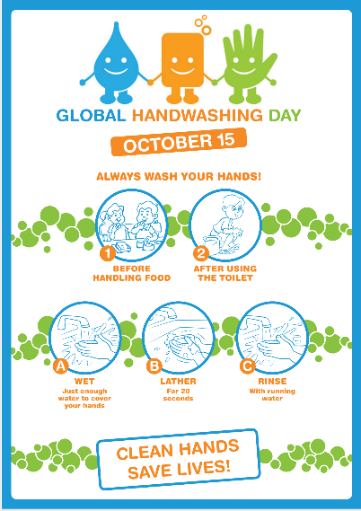 GLOBAL HANDWASHING DAY
OCTOBER 15
ALWAYS WASH YOUR HANDS!
1
BEFORE
HANDLING FOOD
2
AFTER USING
THE TOILET
A
WET
Just enough
water to cover
your hands
B
LATHER
For 20
seconds
C
RINSE
With running
water
CLEAN HANDS
SAVE LIVES!